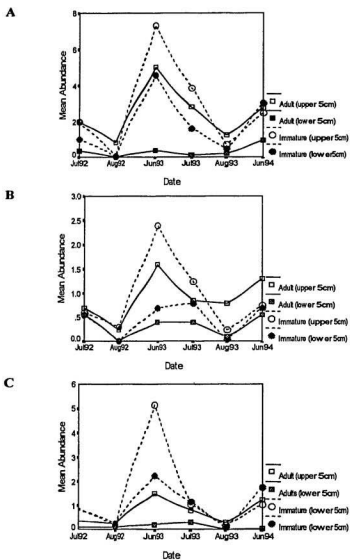 A
8
6
4
2
0
Mean Abundance
Jul92 Aug92 Jun93 Jul93 Aug93 Jun94
Date
Adult (upper 5cm)
Adult (lower 5cm)
Immature (upper 5cm)
Immature (lower5cm)
B
3.0
2.5
2.0
1.5
1.0
.5
.0
Mean Abundance
Jul92 Aug92 Jun93 Jul93 Aug93 Jun94
Date
Adult (upper 5cm)
Adult (lower 5cm)
Immature (upper 5cm)
Immature (lower 5cm)
C
6
5
4
3
2
1
0
Mean Abundance
Jul92 Aug92 Jun93 Jul93 Aug93 Jun94
Date
Adult (upper 5cm)
Adults (lower 5cm)
Immature (upper 5cm)
Immature (lower 5cm)